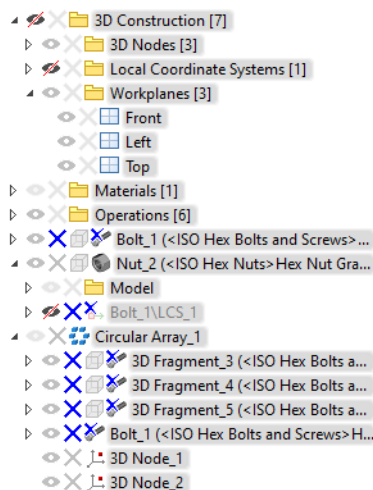 3D Construction [7]
3D Nodes [3]
Local Coordinate Systems [1]
Workplanes [3]
Front
Left
Top
Materials [1]
Operations [6]
Bolt_1 (<ISO Hex Bolts and Screws>...
Nut_2 (<ISO Hex Nuts>Hex Nut Gra...
Model
Bolt_1\LCS_1
Circular Array_1
3D Fragment_3 (<ISO Hex Bolts a...
3D Fragment_4 (<ISO Hex Bolts a...
3D Fragment_5 (<ISO Hex Bolts a...
Bolt_1 (<ISO Hex Bolts and Screws>H...
3D Node_1
3D Node_2